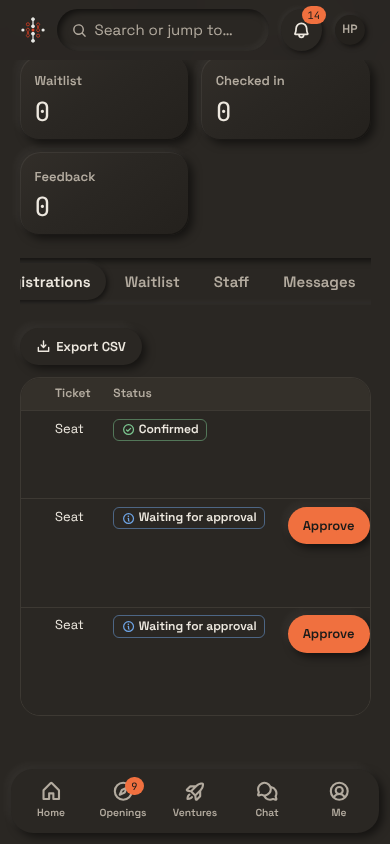 Search or jump to...
14
HP
Waitlist
Checked in
0
0
Feedback
0
istrations
Waitlist
Staff
Messages
Export CSV
Ticket
Status
Seat
Confirmed
Seat
Waiting for approval
Approve
Seat
Waiting for approval
Approve
9
Home
Openings
Ventures
Chat
Me